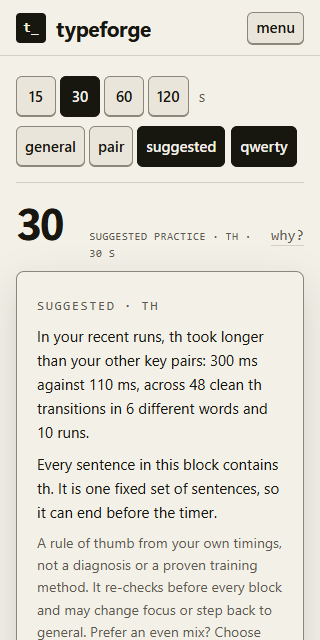 t_ typeforge menu
15 30 60 120 s
general pair suggested qwerty
30 SUGGESTED PRACTICE · TH · why?
30 S
SUGGESTED · TH
In your recent runs, th took longer
than your other key pairs: 300 ms
against 110 ms, across 48 clean th
transitions in 6 different words and
10 runs.
Every sentence in this block contains
th. It is one fixed set of sentences, so
it can end before the timer.
A rule of thumb from your own timings,
not a diagnosis or a proven training
method. It re-checks before every block
and may change focus or step back to
general. Prefer an even mix? Choose